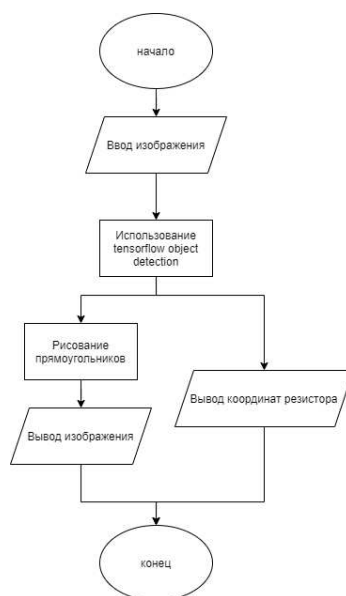 начало
Ввод изображения
Использование
tensorflow object
detection
Рисование
прямоугольников
Вывод изображения
Вывод координат резистора
конец